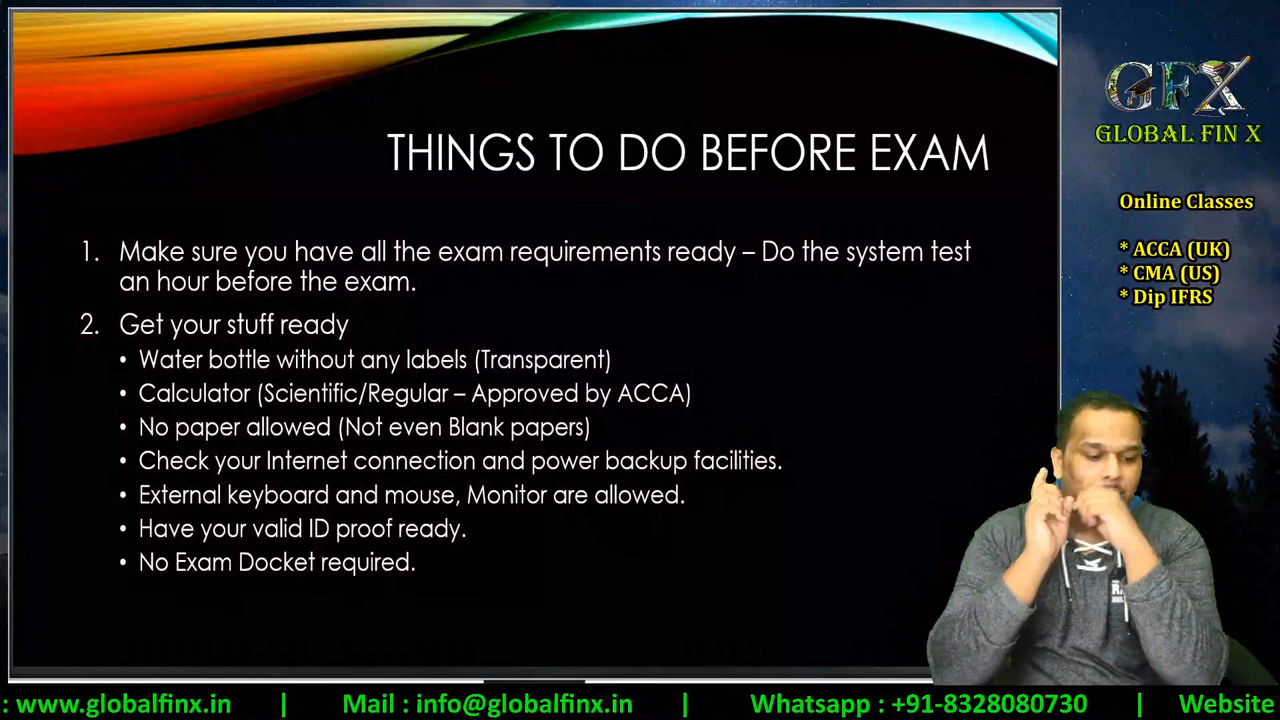 THINGS TO DO BEFORE EXAM
1. Make sure you have all the exam requirements ready – Do the system test
an hour before the exam.
2. Get your stuff ready
• Water bottle without any labels (Transparent)
• Calculator (Scientific/Regular – Approved by ACCA)
• No paper allowed (Not even Blank papers)
• Check your Internet connection and power backup facilities.
• External keyboard and mouse, Monitor are allowed.
• Have your valid ID proof ready.
• No Exam Docket required.
GFX
GLOBAL FIN X
Online Classes
* ACCA (UK)
* CMA (US)
* Dip IFRS
: www.globalfinx.in | Mail : info@globalfinx.in | Whatsapp : +91-8328080730 | Website